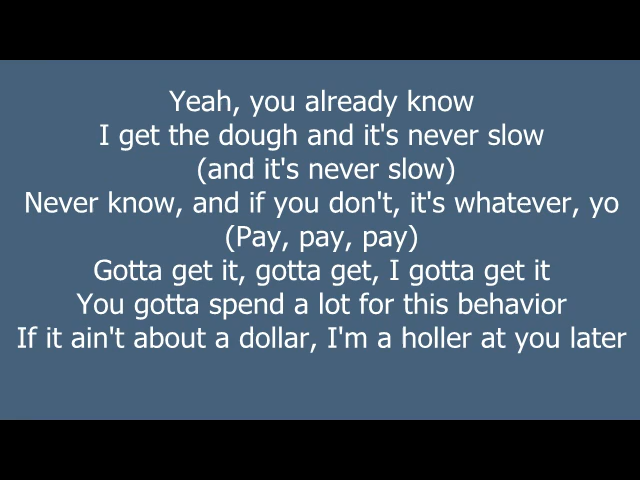 Yeah, you already know
I get the dough and it's never slow
(and it's never slow)
Never know, and if you don't, it's whatever, yo
(Pay, pay, pay)
Gotta get it, gotta get, I gotta get it
You gotta spend a lot for this behavior
If it ain't about a dollar, I'm a holler at you later